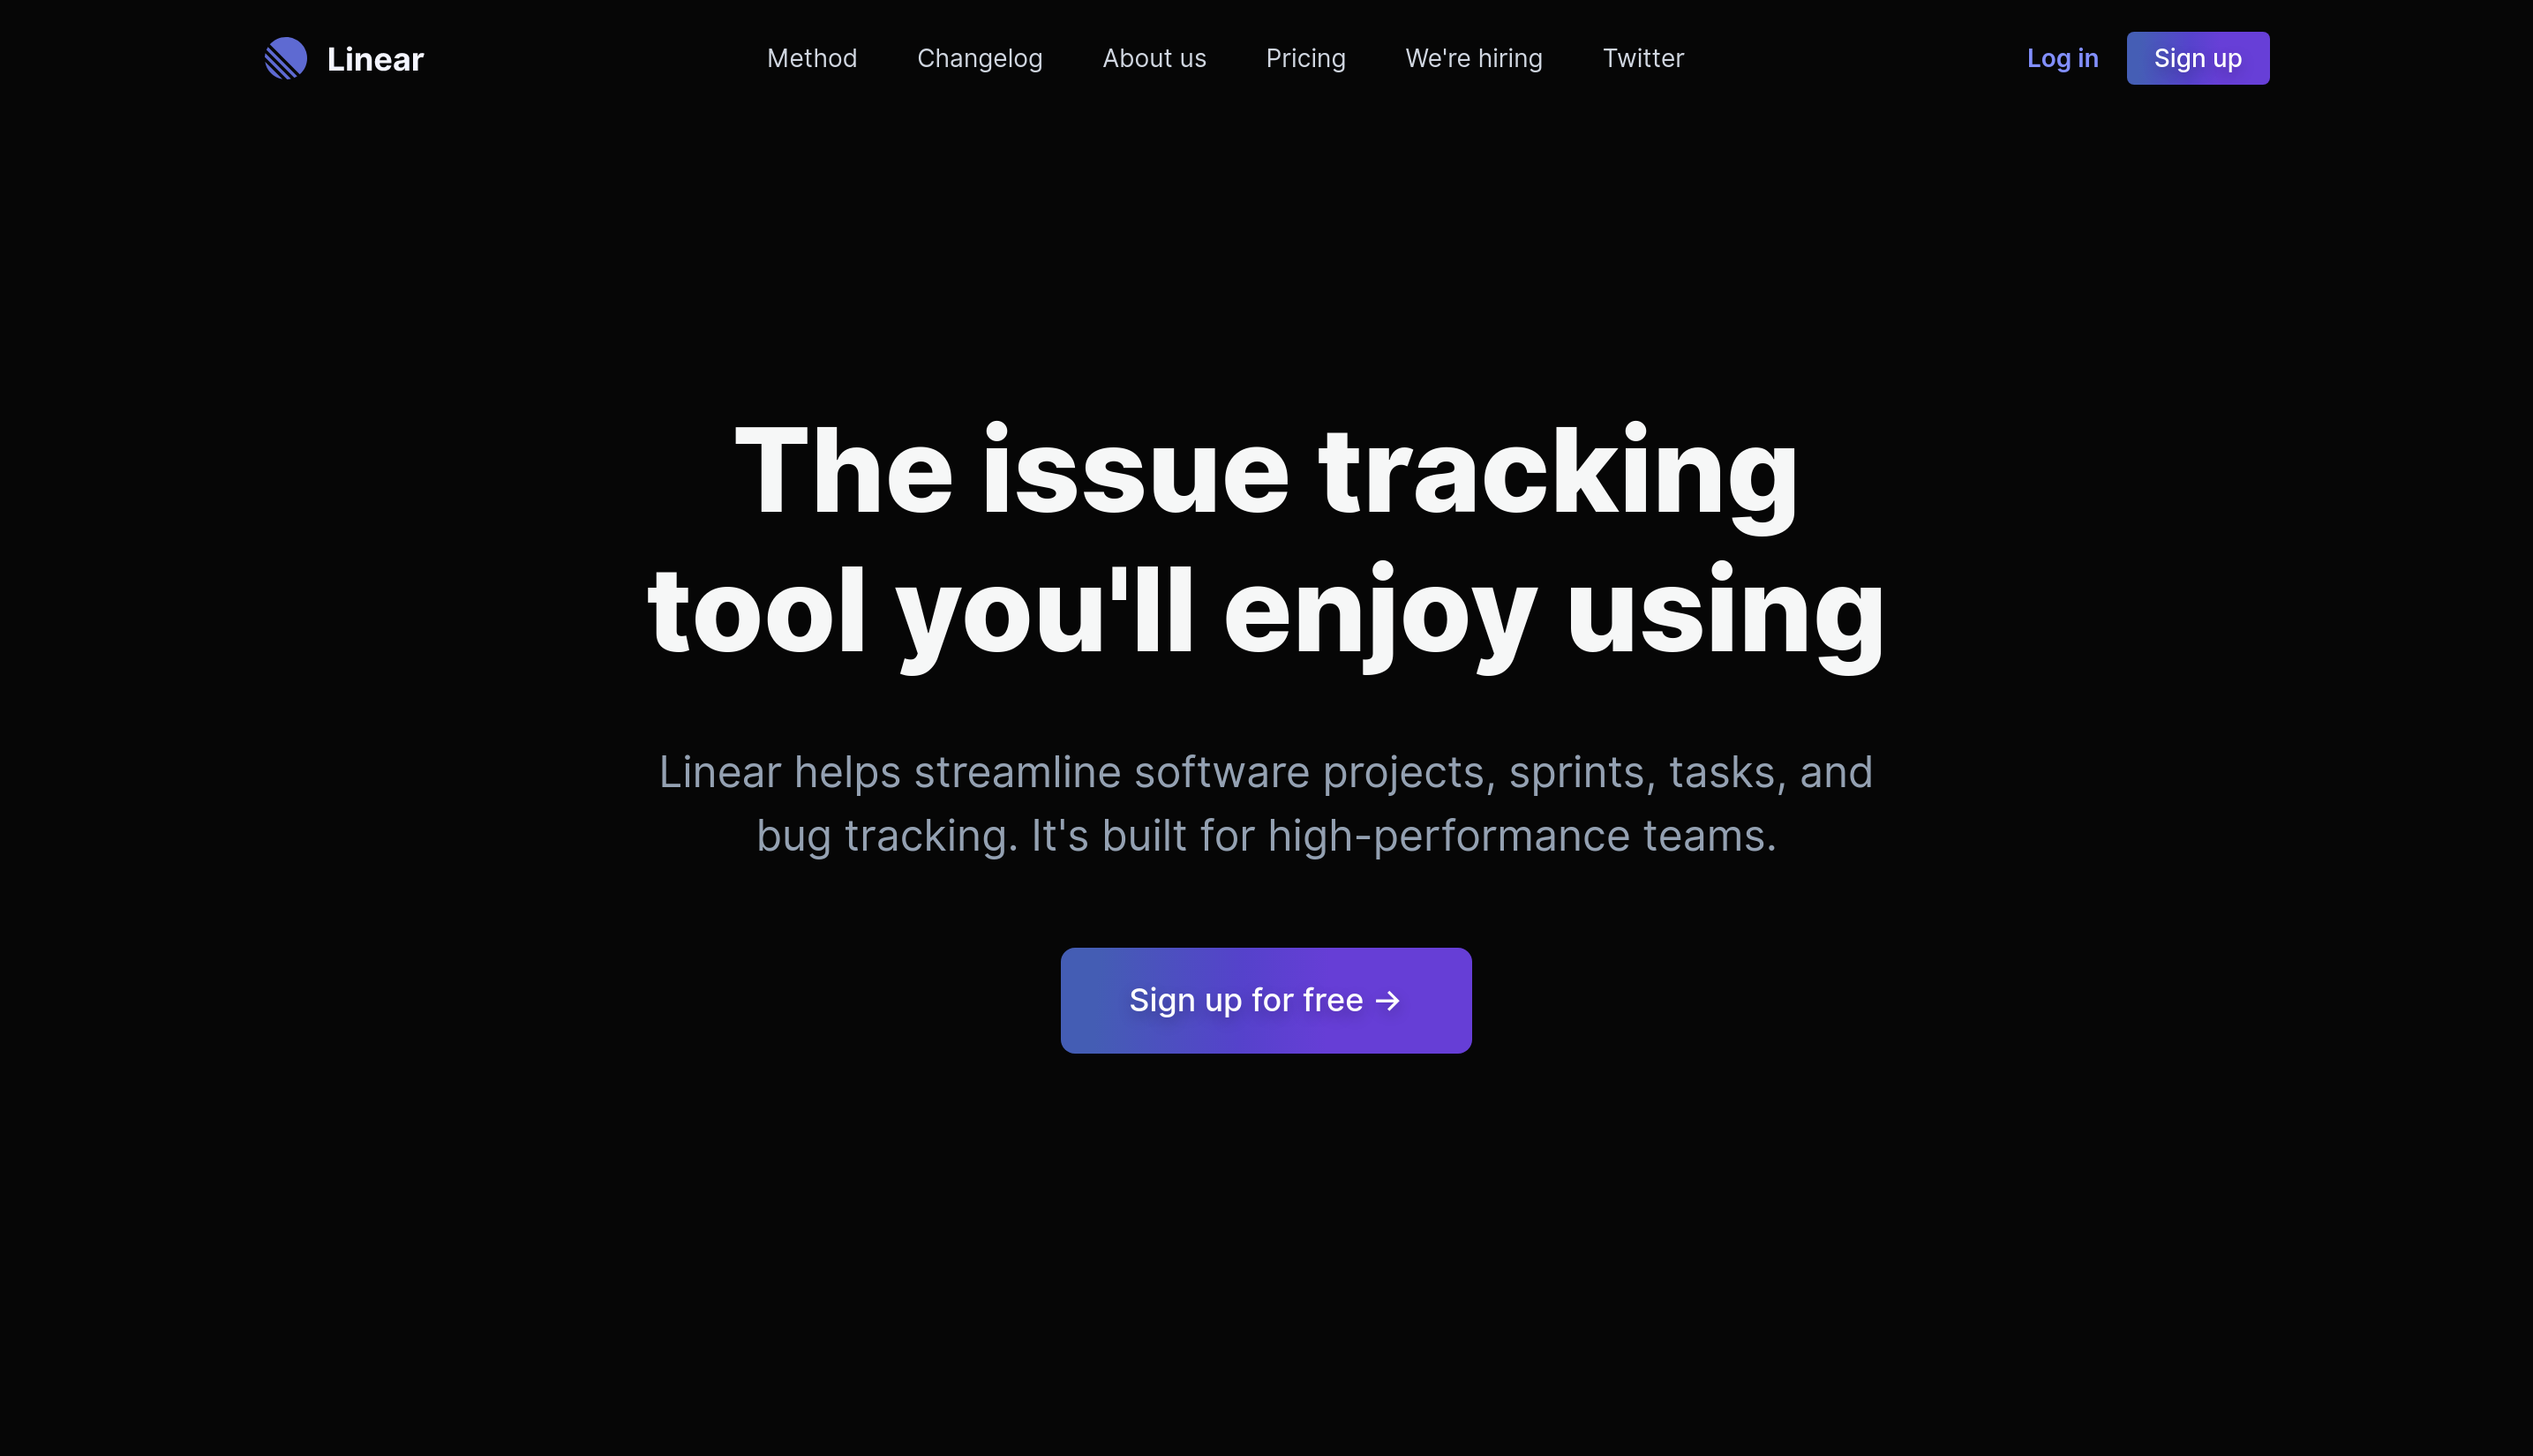 Linear
Method Changelog About us Pricing We're hiring Twitter
Log in Sign up
The issue tracking
tool you'll enjoy using
Linear helps streamline software projects, sprints, tasks, and
bug tracking. It's built for high-performance teams.
Sign up for free →